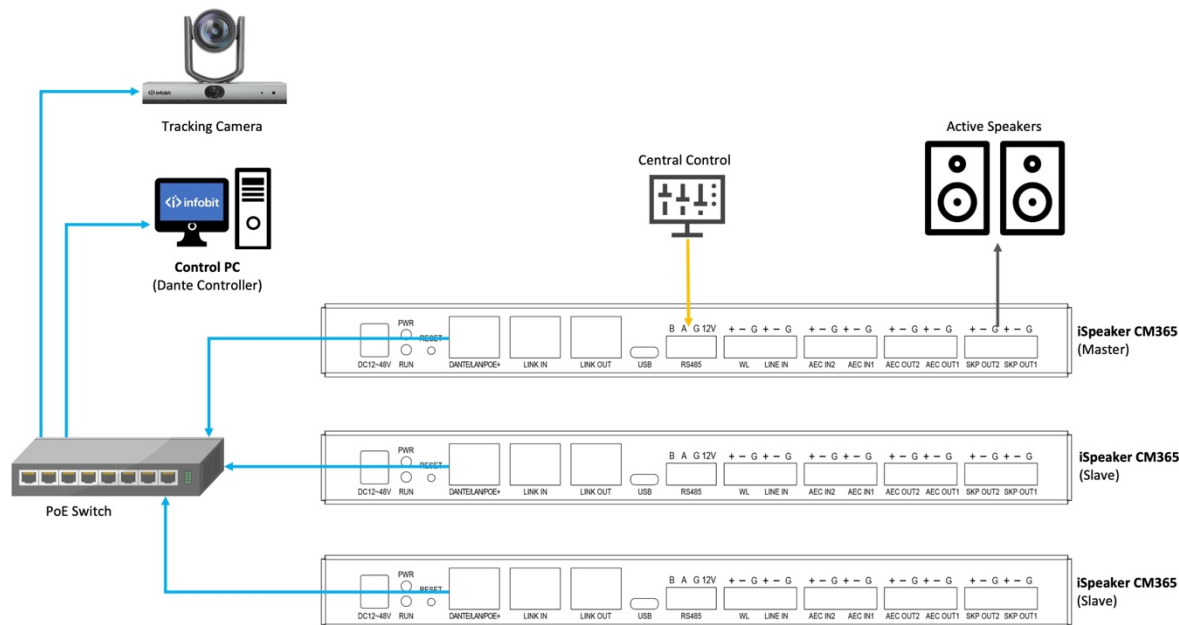 infobit
Tracking Camera
infobit
Control PC
(Dante Controller)
Central Control
Active Speakers
PWR
RESET
B A G 12V
+ − G + − G
+ − G + − G
+ − G + − G
+ − G + − G
DC12~48V
RUN
DANTE/LAN/POE+
LINK IN
LINK OUT
USB
RS485
WL
LINE IN
AEC IN2
AEC IN1
AEC OUT2
AEC OUT1
SKP OUT2
SKP OUT1
iSpeaker CM365
(Master)
PWR
RESET
B A G 12V
+ − G + − G
+ − G + − G
+ − G + − G
+ − G + − G
DC12~48V
RUN
DANTE/LAN/POE+
LINK IN
LINK OUT
USB
RS485
WL
LINE IN
AEC IN2
AEC IN1
AEC OUT2
AEC OUT1
SKP OUT2
SKP OUT1
iSpeaker CM365
(Slave)
PoE Switch
PWR
RESET
B A G 12V
+ − G + − G
+ − G + − G
+ − G + − G
+ − G + − G
DC12~48V
RUN
DANTE/LAN/POE+
LINK IN
LINK OUT
USB
RS485
WL
LINE IN
AEC IN2
AEC IN1
AEC OUT2
AEC OUT1
SKP OUT2
SKP OUT1
iSpeaker CM365
(Slave)